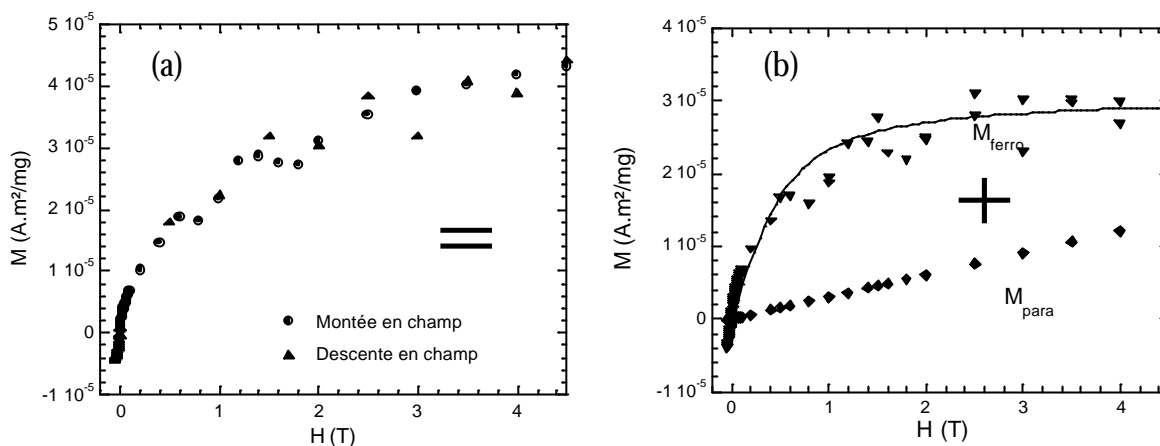 (a)
M (A.m²/mg)
5 10⁻⁵
4 10⁻⁵
3 10⁻⁵
2 10⁻⁵
1 10⁻⁵
0
-1 10⁻⁵
=
Montée en champ
Descente en champ
0 1 2 3 4
H (T)
(b)
M (A.m²/mg)
4 10⁻⁵
3 10⁻⁵
2 10⁻⁵
1 10⁻⁵
0
-1 10⁻⁵
M_ferro
+
M_para
0 1 2 3 4
H (T)